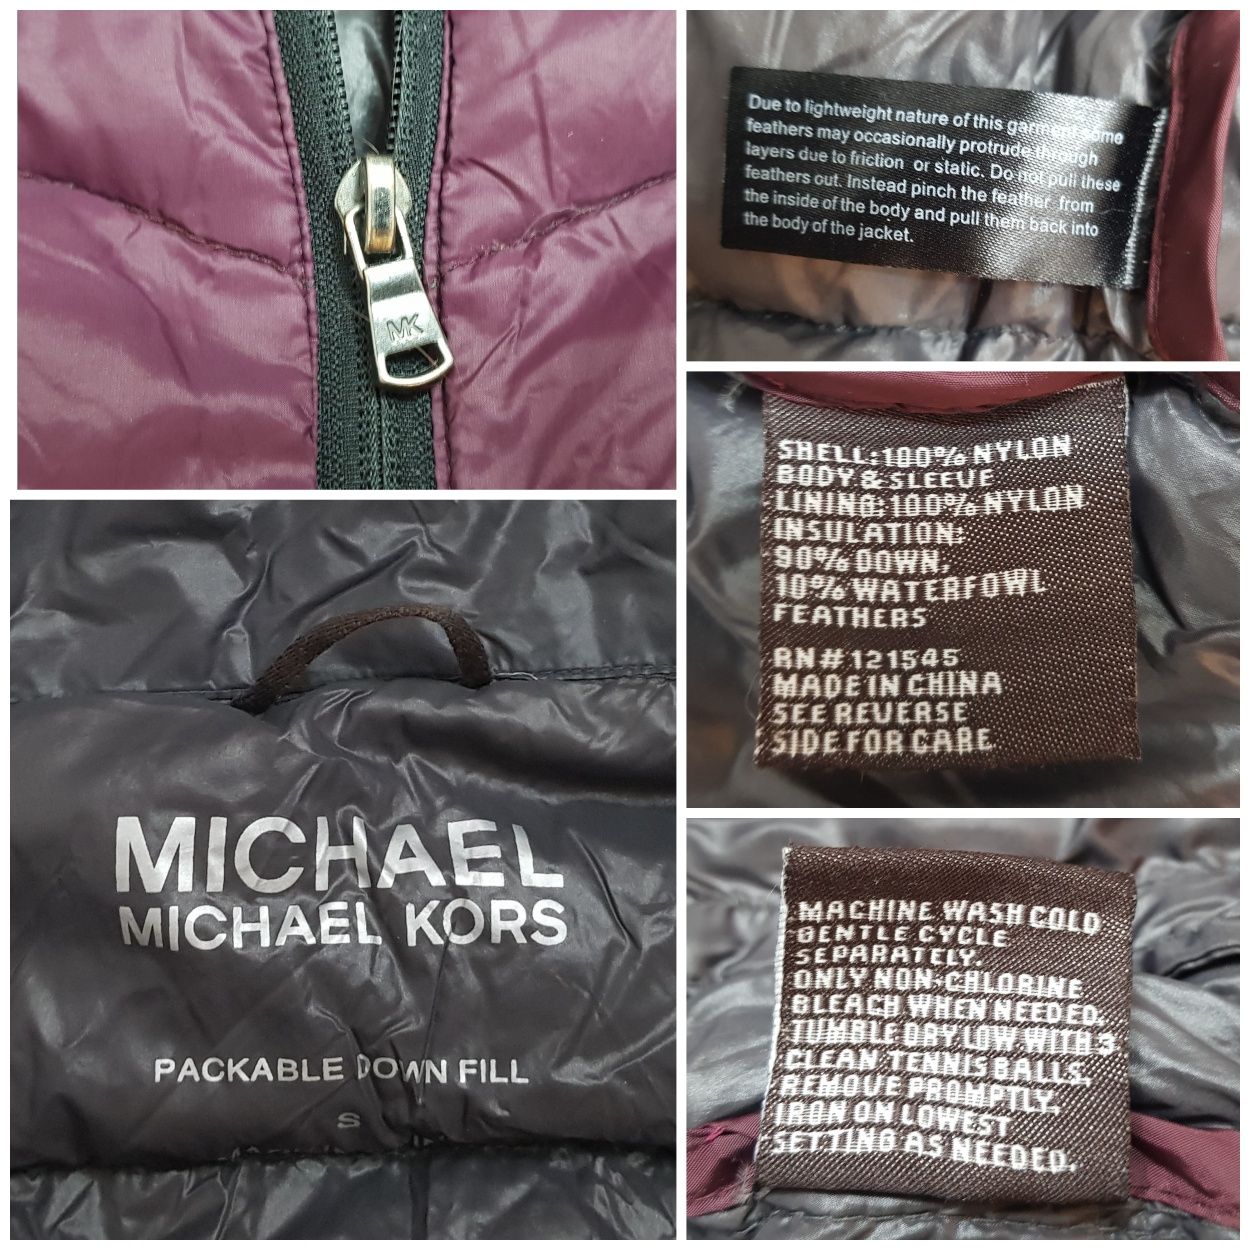 MK
Due to lightweight nature of this garment some
feathers may occasionally protrude through
layers due to friction or static. Do not pull these
feathers out. Instead pinch the feather from
the inside of the body and pull them back into
the body of the jacket.
SHELL:100% NYLON
BODY & SLEEVE
LINING: 100% NYLON
INSULATION:
90% DOWN,
10% WATERFOWL
FEATHERS
RN # 121545
MADE IN CHINA
SEE REVERSE
SIDE FOR CARE
MICHAEL
MICHAEL KORS
PACKABLE DOWN FILL
S
MACHINE WASH COLD
GENTLE CYCLE
SEPARATELY.
ONLY NON-CHLORINE
BLEACH WHEN NEEDED.
TUMBLE DRY LOW WITH 3
CLEAN TENNIS BALLS.
REMOVE PROMPTLY.
IRON ON LOWEST
SETTING AS NEEDED.